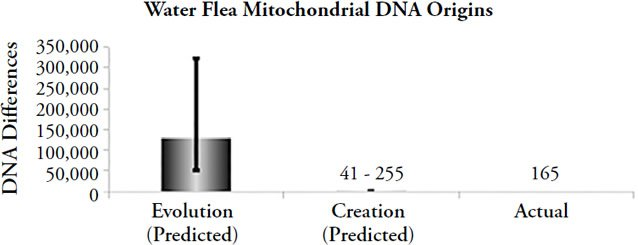 Water Flea Mitochondrial DNA Origins
DNA Differences
350,000
300,000
250,000
200,000
150,000
100,000
50,000
0
41 - 255
165
Evolution
(Predicted)
Creation
(Predicted)
Actual